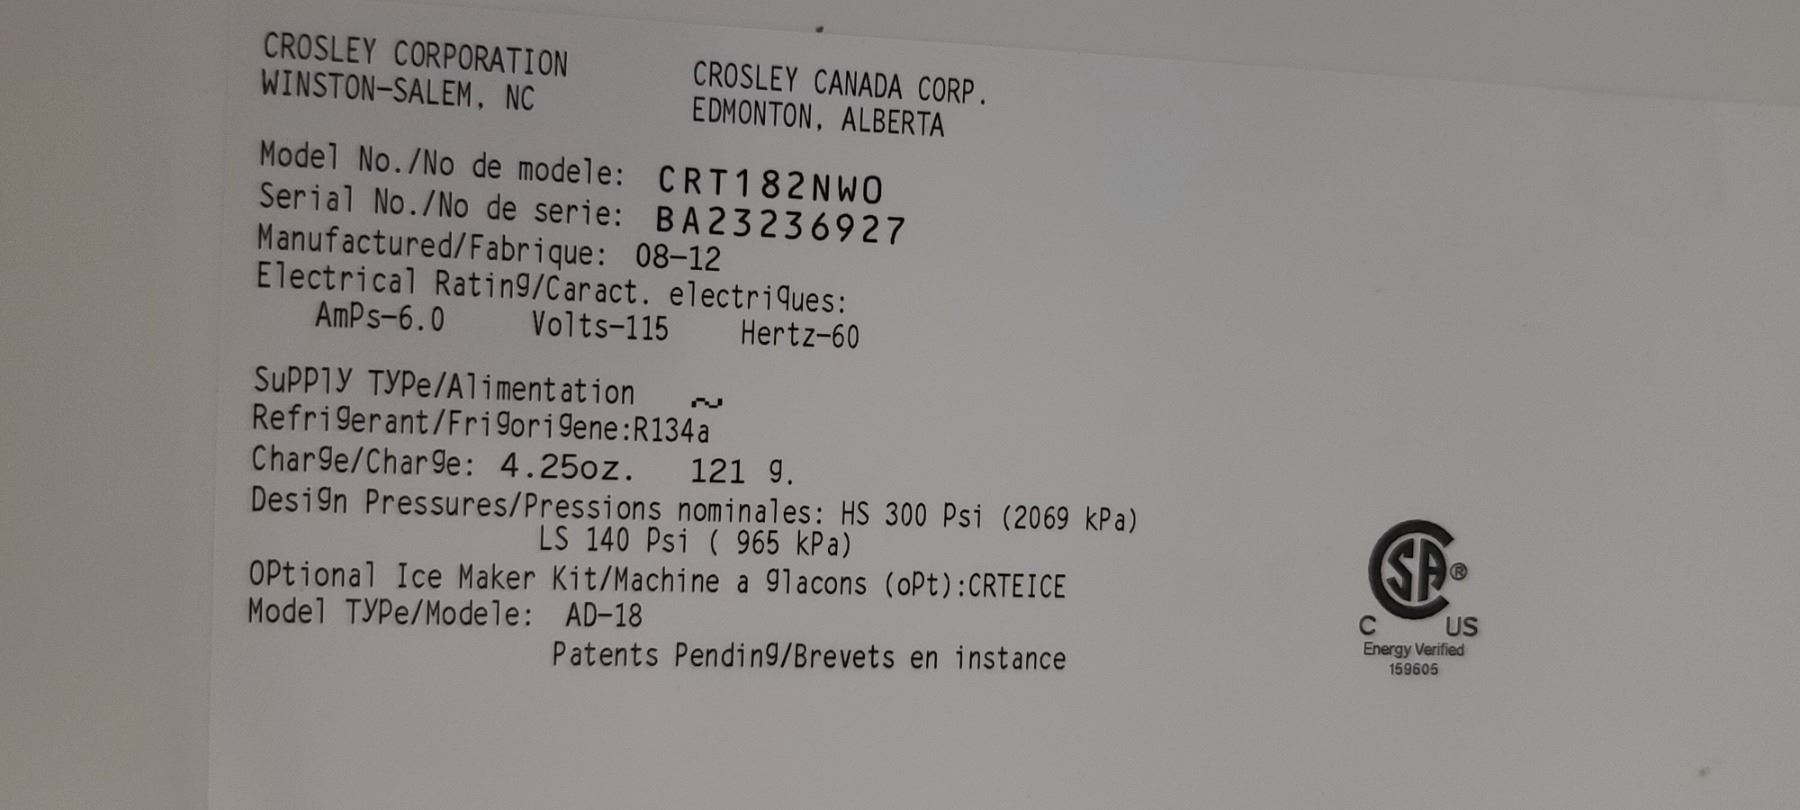 CROSLEY CORPORATION
WINSTON-SALEM, NC
CROSLEY CANADA CORP.
EDMONTON, ALBERTA
Model No./No de modele: CRT182NW0
Serial No./No de serie: BA23236927
Manufactured/Fabrique: 08-12
Electrical Rating/Caract. electriques:
AmPs-6.0 Volts-115 Hertz-60
SuPPly TyPe/Alimentation ~
Refrigerant/Frigorigene:R134a
Charge/Charge: 4.25oz. 121 g.
Design Pressures/Pressions nominales: HS 300 Psi (2069 kPa)
LS 140 Psi ( 965 kPa)
OPtional Ice Maker Kit/Machine a glacons (oPt):CRTEICE
Model TyPe/Modele: AD-18
Patents Pending/Brevets en instance
SA®
C US
Energy Verified
159605